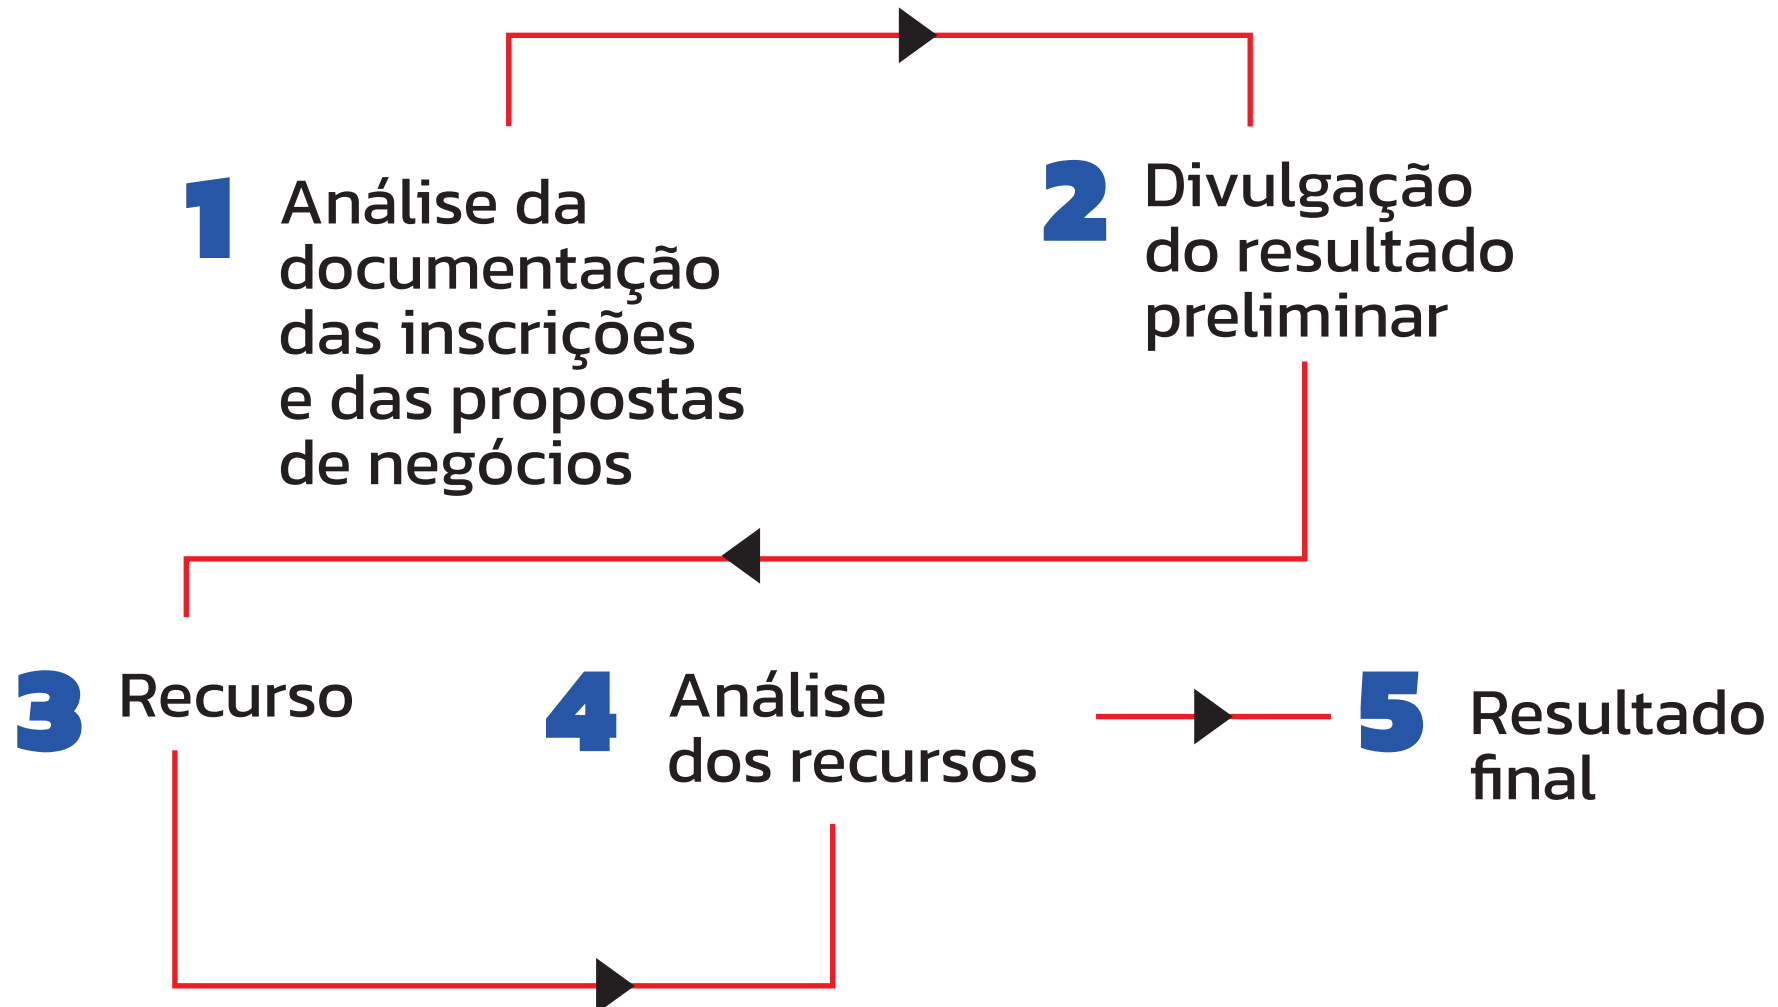 1 Análise da
documentação
das inscrições
e das propostas
de negócios
2 Divulgação
do resultado
preliminar
3 Recurso
4 Análise
dos recursos
5 Resultado
final